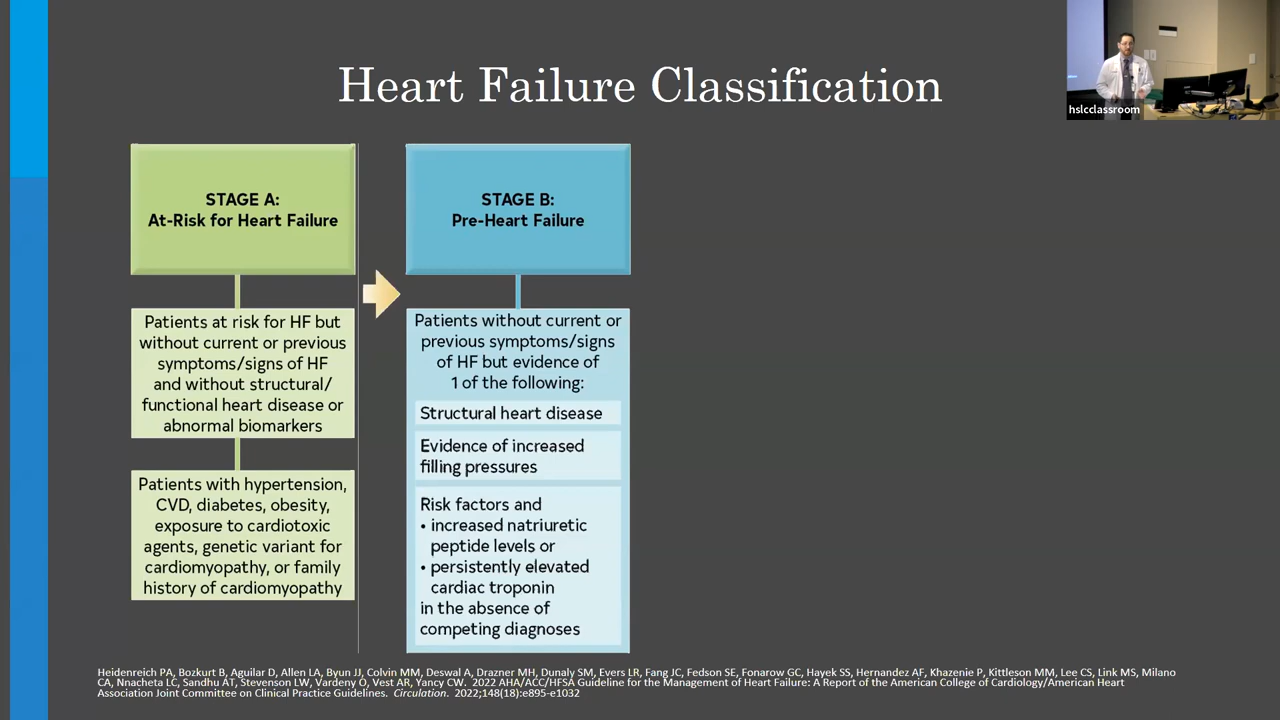 Heart Failure Classification
hslcclassroom
STAGE A:
At-Risk for Heart Failure
Patients at risk for HF but
without current or previous
symptoms/signs of HF
and without structural/
functional heart disease or
abnormal biomarkers
Patients with hypertension,
CVD, diabetes, obesity,
exposure to cardiotoxic
agents, genetic variant for
cardiomyopathy, or family
history of cardiomyopathy
STAGE B:
Pre-Heart Failure
Patients without current or
previous symptoms/signs
of HF but evidence of
1 of the following:
Structural heart disease
Evidence of increased
filling pressures
Risk factors and
• increased natriuretic
peptide levels or
• persistently elevated
cardiac troponin
in the absence of
competing diagnoses
Heidenreich PA, Bozkurt B, Aguilar D, Allen LA, Byun JJ, Colvin MM, Deswal A, Drazner MH, Dunaly SM, Evers LR, Fang JC, Fedson SE, Fonarow GC, Hayek SS, Hernandez AF, Khazenie P, Kittleson MM, Lee CS, Link MS, Milano
CA, Nnacheta LC, Sandhu AT, Stevenson LW, Vardeny O, Vest AR, Yancy CW. 2022 AHA/ACC/HFSA Guideline for the Management of Heart Failure: A Report of the American College of Cardiology/American Heart
Association Joint Committee on Clinical Practice Guidelines. Circulation. 2022;148(18):e895-e1032